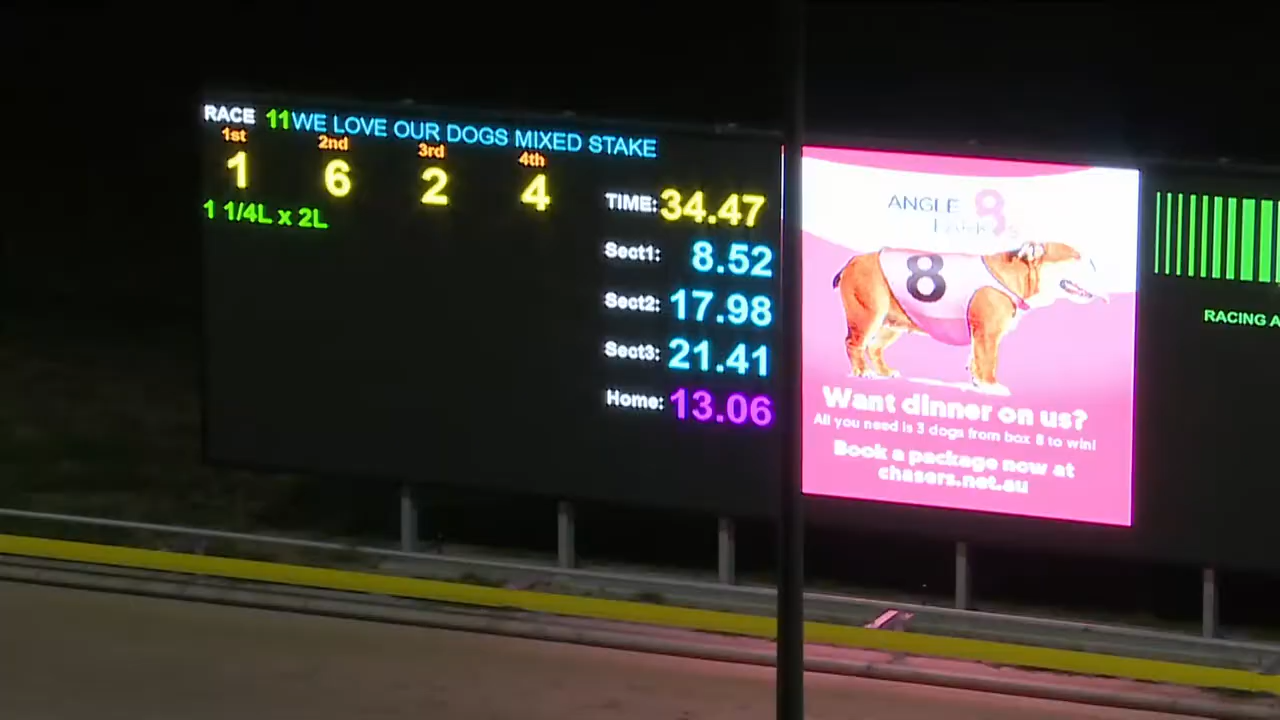 RACE 11 WE LOVE OUR DOGS MIXED STAKE
1st 2nd 3rd 4th
1 6 2 4
1 1/4L x 2L
TIME: 34.47
Sect1: 8.52
Sect2: 17.98
Sect3: 21.41
Home: 13.06
ANGLE 8
8
Want dinner on us?
All you need is 3 dogs from box 8 to win!
Book a package now at
chasers.net.au
RACING A